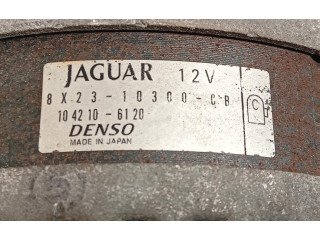 JAGUAR 12V
8X23-10300-CB
104210-6120
DENSO
MADE IN JAPAN